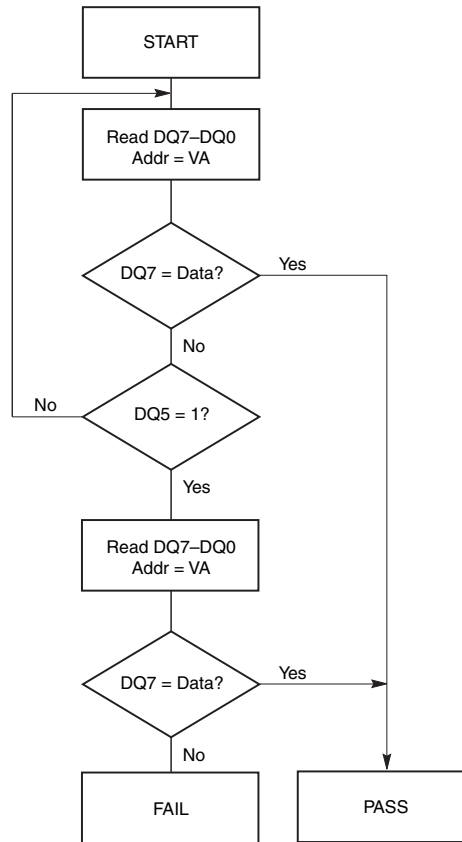 START
Read DQ7–DQ0
Addr = VA
DQ7 = Data?
Yes
No
No
DQ5 = 1?
Yes
Read DQ7–DQ0
Addr = VA
DQ7 = Data?
Yes
No
FAIL
PASS